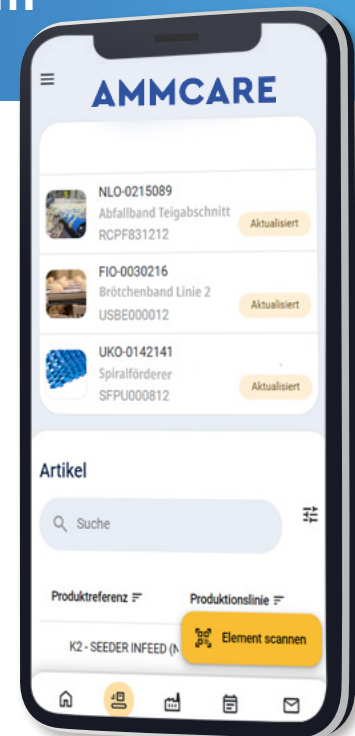 AMMCARE
NLO-0215089
Abfallband Teigabschnitt
RCPF831212
Aktualisiert
FIO-0030216
Brötchenband Linie 2
USBE000012
Aktualisiert
UKO-0142141
Spiralförderer
SFPU000812
Aktualisiert
Artikel
Suche
Produktreferenz
Produktionslinie
K2 - SEEDER INFEED (N
Element scannen